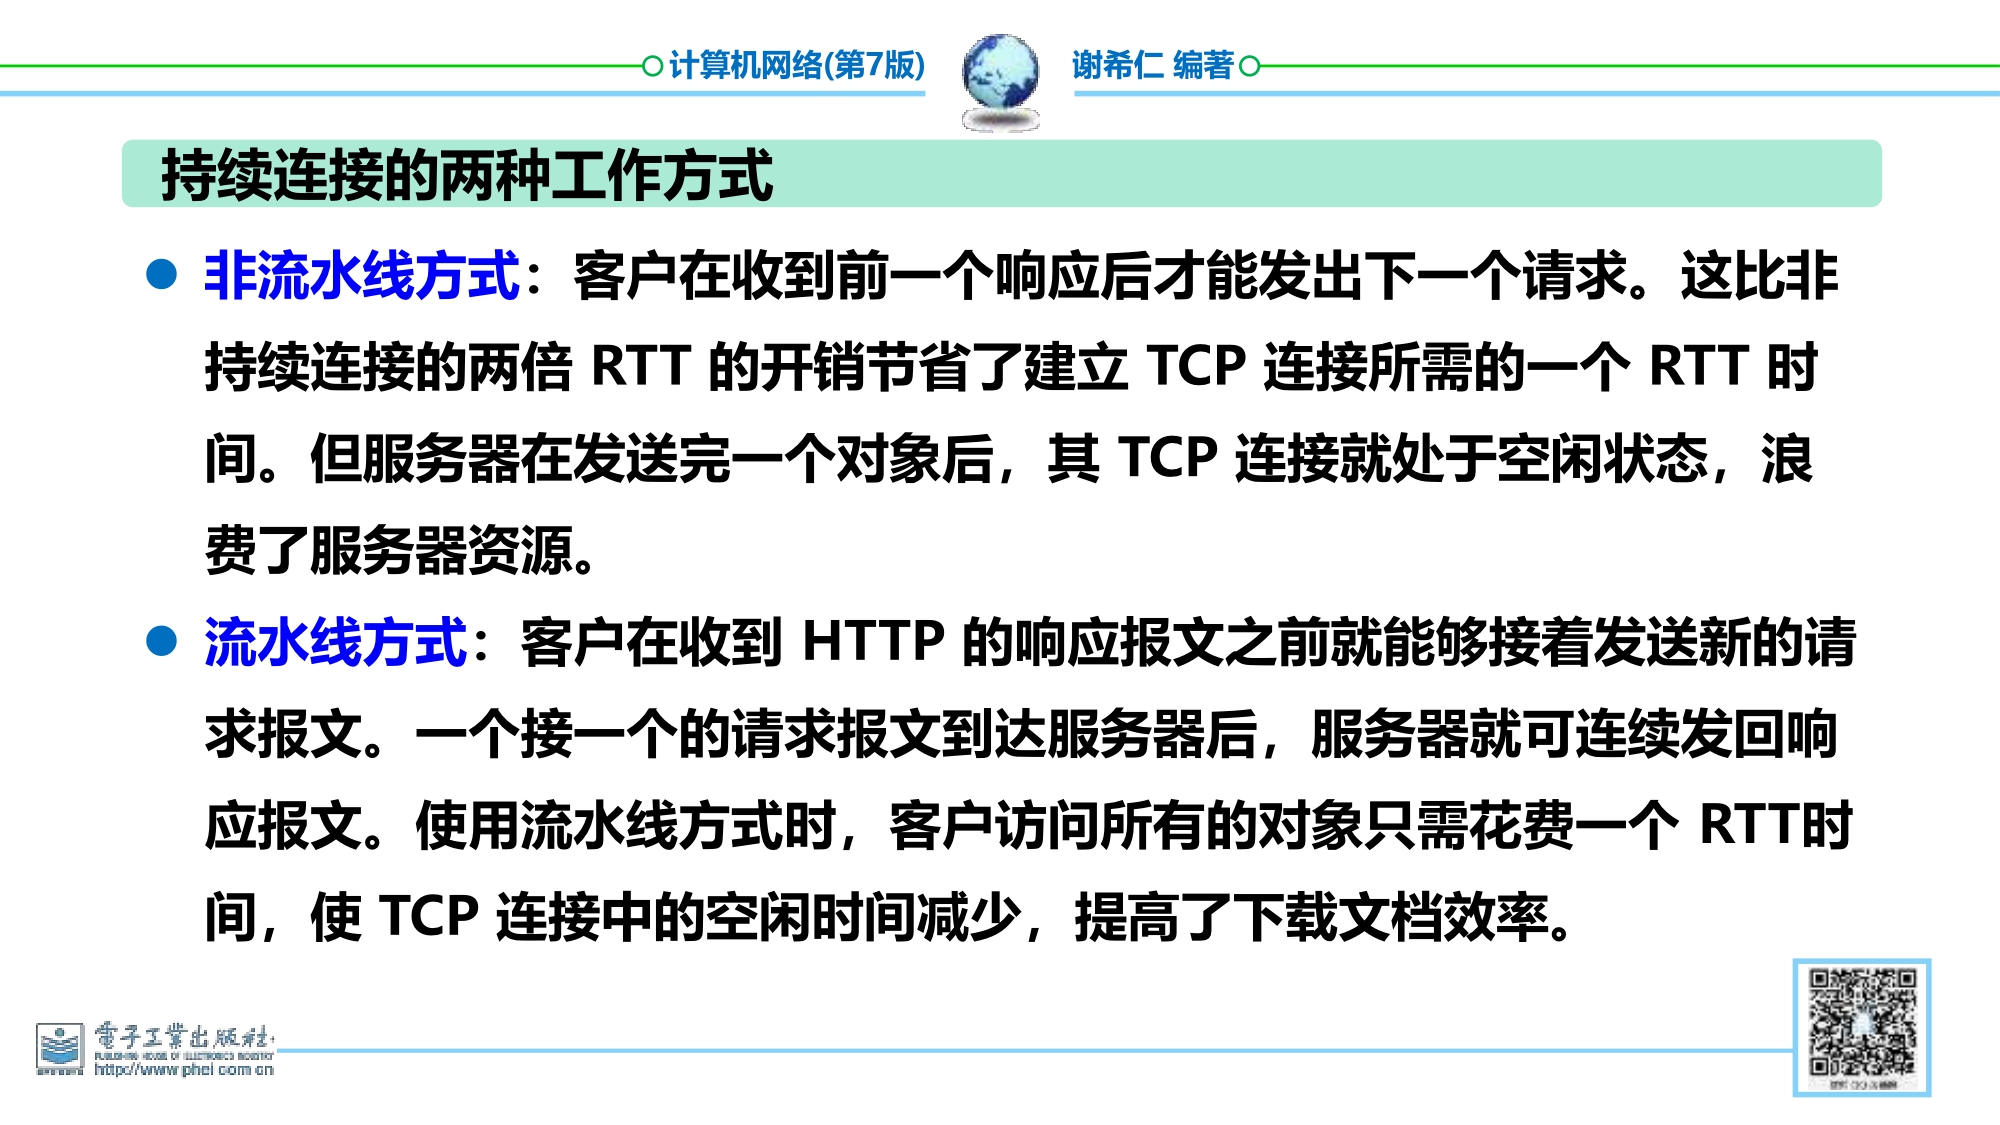 计算机网络(第7版)
谢希仁 编著
持续连接的两种工作方式
非流水线方式：客户在收到前一个响应后才能发出下一个请求。这比非
持续连接的两倍 RTT 的开销节省了建立 TCP 连接所需的一个 RTT 时
间。但服务器在发送完一个对象后，其 TCP 连接就处于空闲状态，浪
费了服务器资源。
流水线方式：客户在收到 HTTP 的响应报文之前就能够接着发送新的请
求报文。一个接一个的请求报文到达服务器后，服务器就可连续发回响
应报文。使用流水线方式时，客户访问所有的对象只需花费一个 RTT时
间，使 TCP 连接中的空闲时间减少，提高了下载文档效率。
電子工業出版社
PUBLISHING HOUSE OF ELECTRONICS INDUSTRY
http://www.phei.com.cn